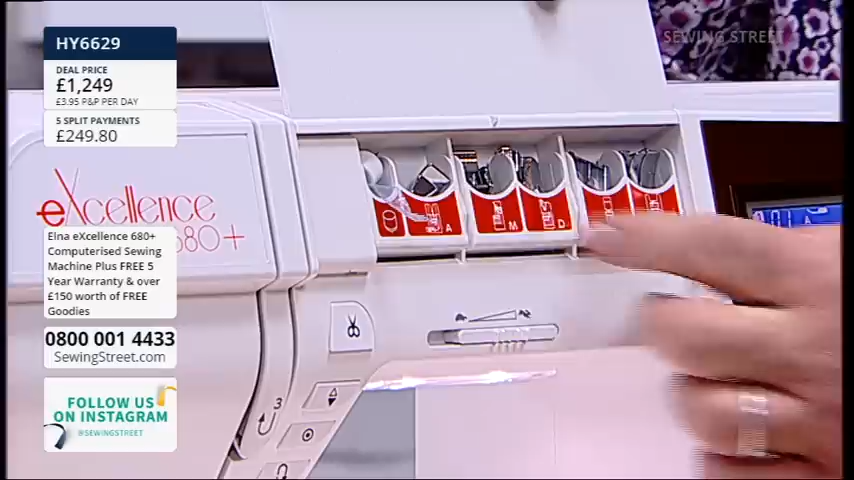 HY6629
DEAL PRICE
£1,249
£3.95 P&P PER DAY
5 SPLIT PAYMENTS
£249.80
SEWING STREET
eXcellence
680+
Elna eXcellence 680+
Computerised Sewing
Machine Plus FREE 5
Year Warranty & over
£150 worth of FREE
Goodies
0800 001 4433
SewingStreet.com
FOLLOW US
ON INSTAGRAM
@SEWINGSTREET
A
M
D
3